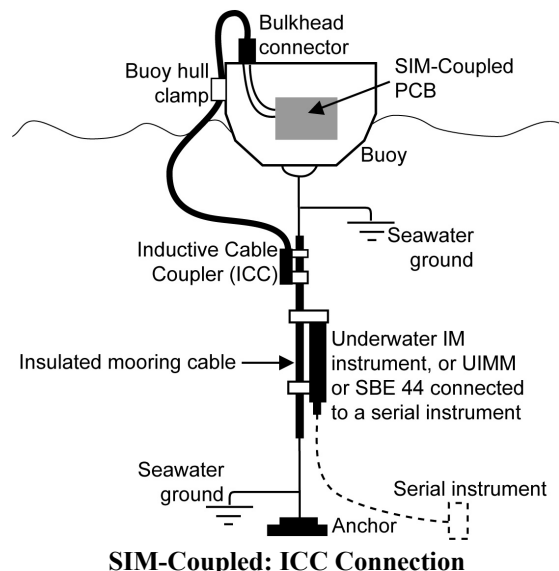 Bulkhead
connector
Buoy hull
clamp
SIM-Coupled
PCB
Buoy
Seawater
ground
Inductive Cable
Coupler (ICC)
Insulated mooring cable
Underwater IM
instrument, or UIMM
or SBE 44 connected
to a serial instrument
Seawater
ground
Serial instrument
Anchor
SIM-Coupled: ICC Connection